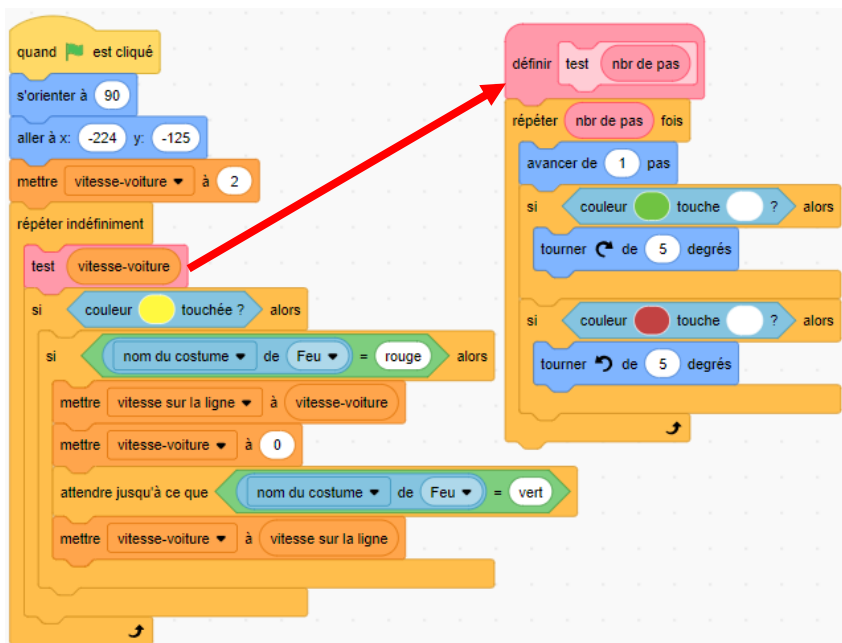 quand est cliqué
s'orienter à 90
aller à x: -224 y: -125
mettre vitesse-voiture à 2
répéter indéfiniment
test vitesse-voiture
si couleur touchée ? alors
si nom du costume de Feu = rouge alors
mettre vitesse sur la ligne à vitesse-voiture
mettre vitesse-voiture à 0
attendre jusqu'à ce que nom du costume de Feu = vert
mettre vitesse-voiture à vitesse sur la ligne
définir test nbr de pas
répéter nbr de pas fois
avancer de 1 pas
si couleur touche ? alors
tourner de 5 degrés
si couleur touche ? alors
tourner de 5 degrés